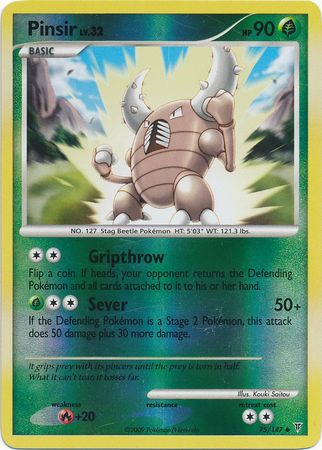 Pinsir LV.32 HP 90
BASIC
NO. 127 Stag Beetle Pokémon HT: 5'03" WT: 121.3 lbs.
Gripthrow
Flip a coin. If heads, your opponent returns the Defending
Pokémon and all cards attached to it to his or her hand.
Sever 50+
If the Defending Pokémon is a Stage 2 Pokémon, this attack
does 50 damage plus 30 more damage.
It grips prey with its pincers until the prey is torn in half.
What it can't tear, it tosses far.
Illus. Kouki Saitou
weakness resistance retreat cost
+20
©2009 Pokémon/Nintendo 75/147